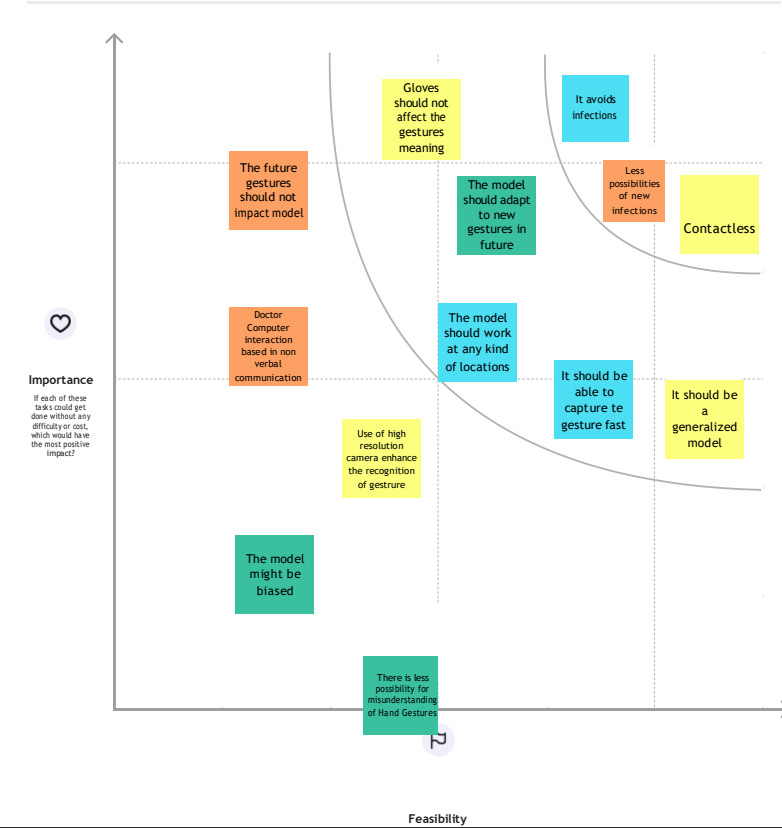 Gloves
should not
affect the
gestures
meaning
It avoids
infections
The future
gestures
should not
impact model
The model
should adapt
to new
gestures in
future
Less
possibilities
of new
infections
Contactless
Doctor
Computer
interaction
based in non
verbal
communication
The model
should work
at any kind
of locations
It should be
able to
capture te
gesture fast
It should be
a
generalized
model
Importance
If each of these
tasks could get
done without any
difficulty or cost,
which would have
the most positive
impact?
Use of high
resolution
camera enhance
the recognition
of gestrure
The model
might be
biased
There is less
possibility for
misunderstanding
of Hand Gestures
Feasibility